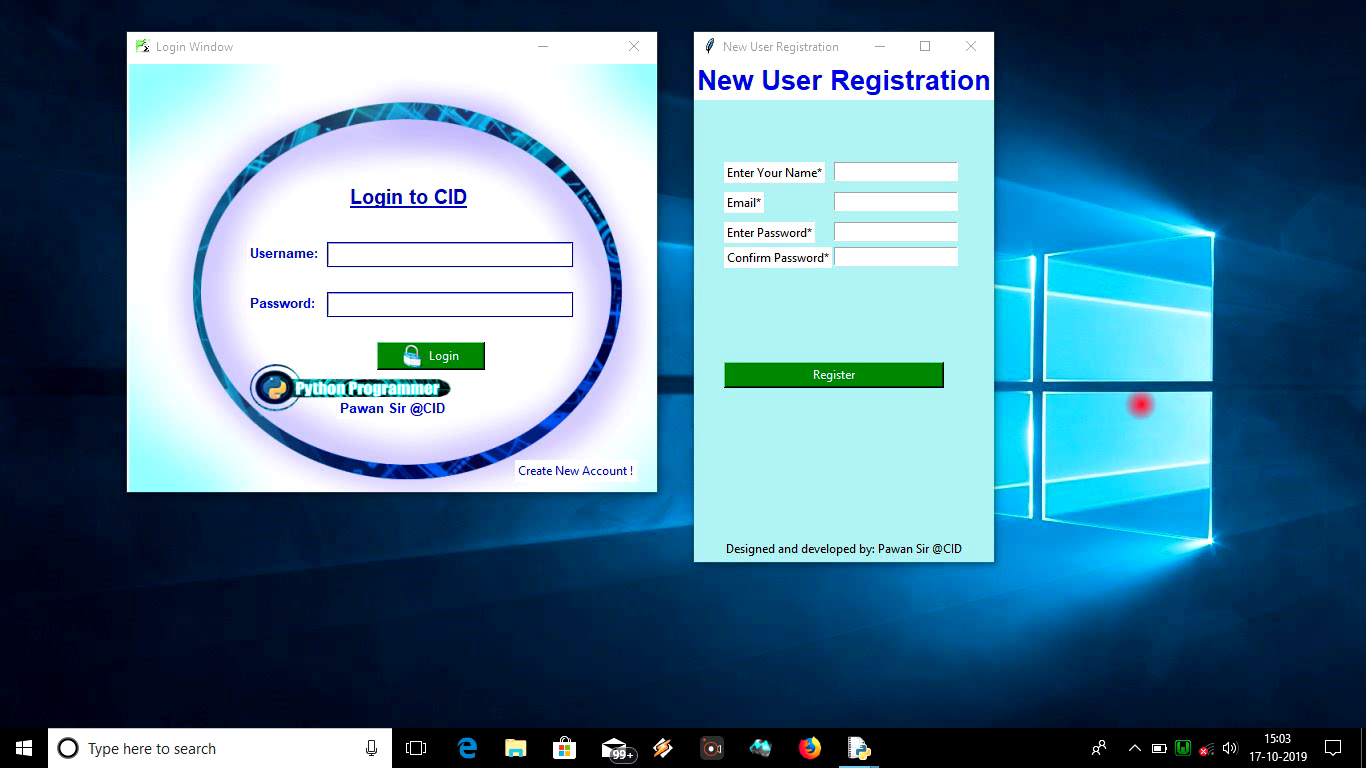 Login Window
Login to CID
Username:
Password:
Login
Python Programmer
Pawan Sir @CID
Create New Account !
New User Registration
New User Registration
Enter Your Name*
Email*
Enter Password*
Confirm Password*
Register
Designed and developed by: Pawan Sir @CID
Type here to search
99+
15:03
17-10-2019